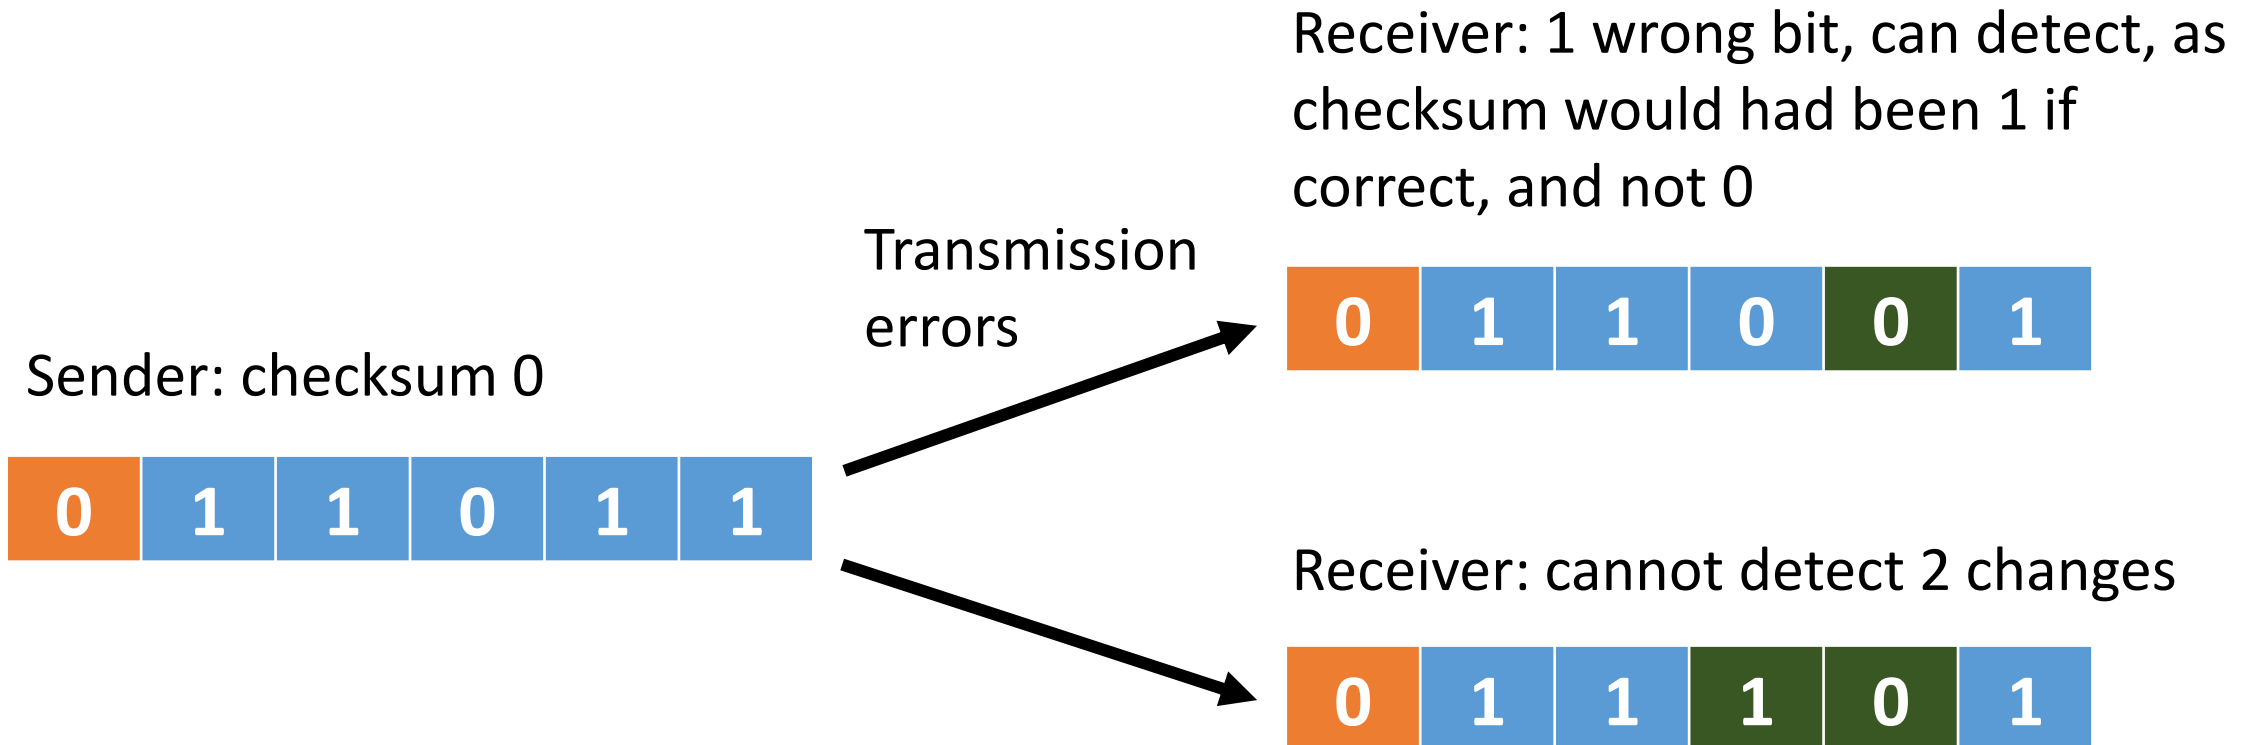 Receiver: 1 wrong bit, can detect, as
checksum would had been 1 if
correct, and not 0
Transmission
errors
0 1 1 0 0 1
Sender: checksum 0
0 1 1 0 1 1
Receiver: cannot detect 2 changes
0 1 1 1 0 1